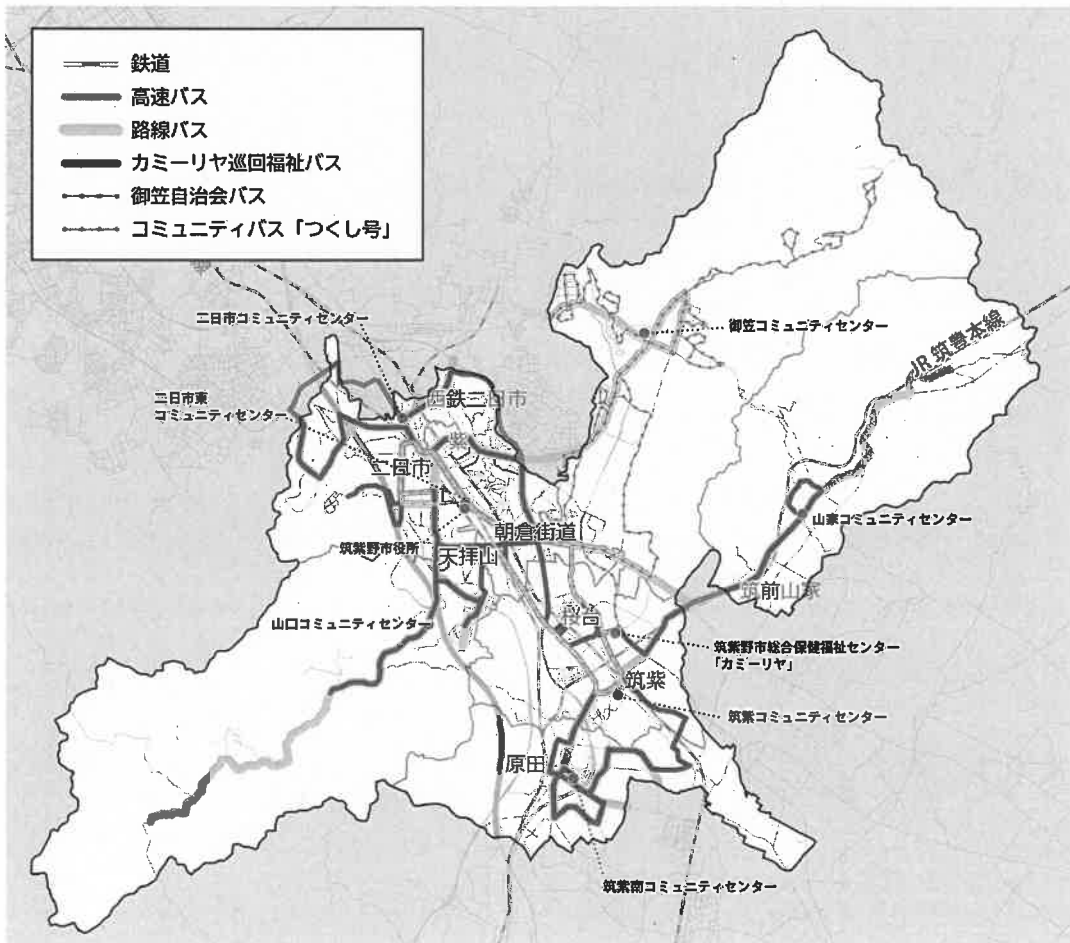 鉄道
高速バス
路線バス
カミーリヤ巡回福祉バス
御笠自治会バス
コミュニティバス「つくし号」
二日市コミュニティセンター
御笠コミュニティセンター
JR 筑豊本線
二日市東
コミュニティセンター
西鉄二日市
紫
二日市
山家コミュニティセンター
朝倉街道
筑紫野市役所
天拝山
筑前山家
桜台
山口コミュニティセンター
筑紫野市総合保健福祉センター
「カミーリヤ」
筑紫
筑紫コミュニティセンター
原田
筑紫南コミュニティセンター